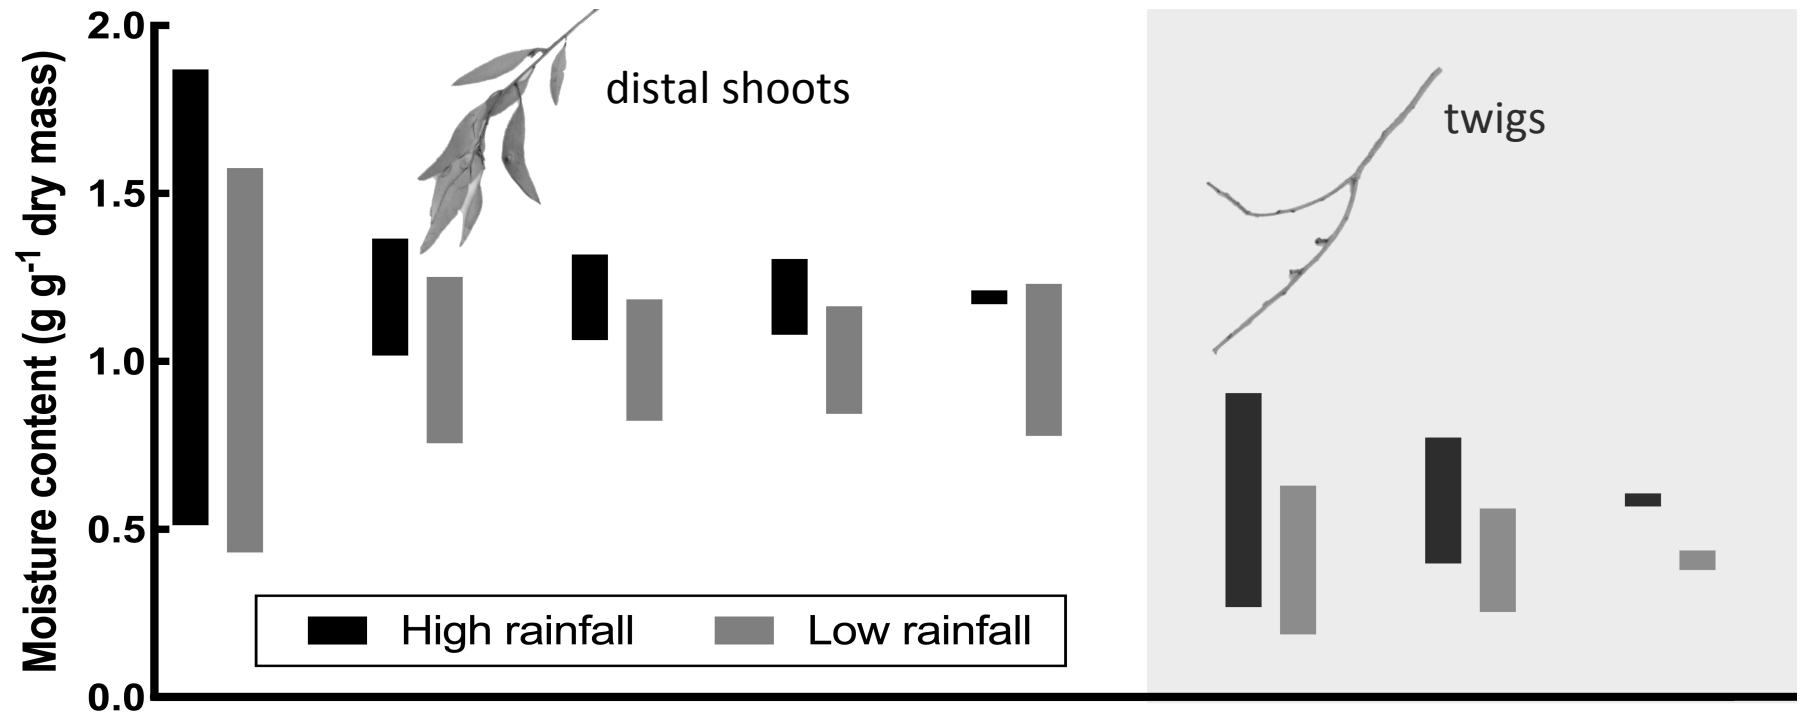 Moisture content (g g-1 dry mass)
2.0
1.5
1.0
0.5
0.0
distal shoots
twigs
High rainfall
Low rainfall